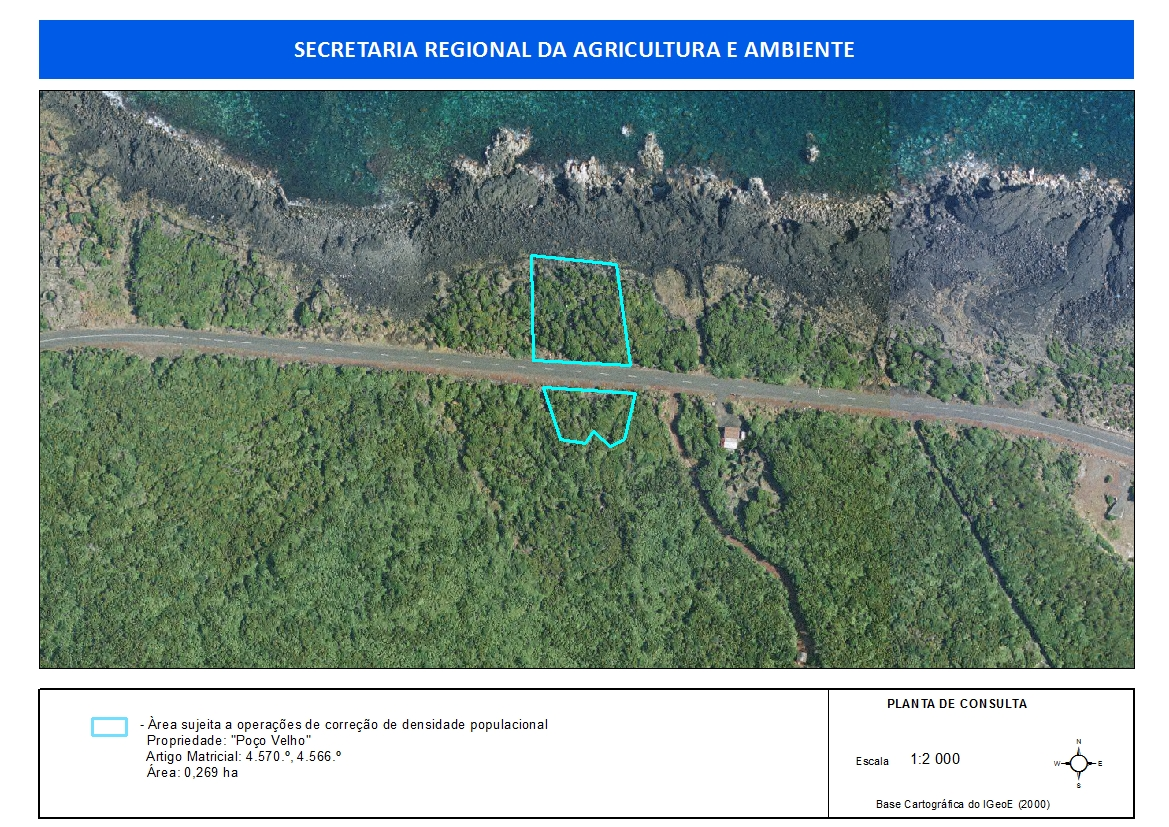 SECRETARIA REGIONAL DA AGRICULTURA E AMBIENTE
- Àrea sujeita a operações de correção de densidade populacional
Propriedade: "Poço Velho"
Artigo Matricial: 4.570.º, 4.566.º
Área: 0,269 ha
PLANTA DE CONSULTA
Escala 1:2 000
N
W E
S
Base Cartográfica do IGeoE (2000)